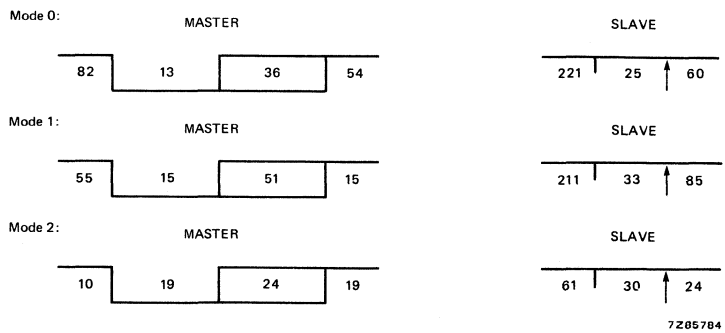 Mode 0:
MASTER
SLAVE
82 13 36 54
221 25 60
Mode 1:
MASTER
SLAVE
55 15 51 15
211 33 85
Mode 2:
MASTER
SLAVE
10 19 24 19
61 30 24
7Z85784